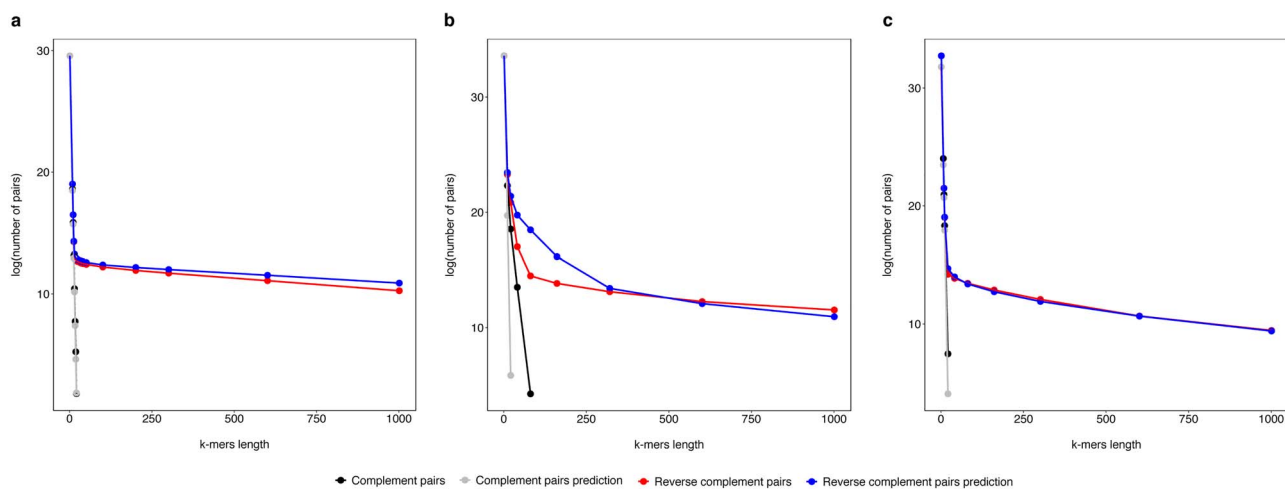 a
b
c
30
20
10
log(number of pairs)
0
250
500
750
1000
k-mers length
30
20
10
log(number of pairs)
0
250
500
750
1000
k-mers length
30
20
10
log(number of pairs)
0
250
500
750
1000
k-mers length
Complement pairs
Complement pairs prediction
Reverse complement pairs
Reverse complement pairs prediction